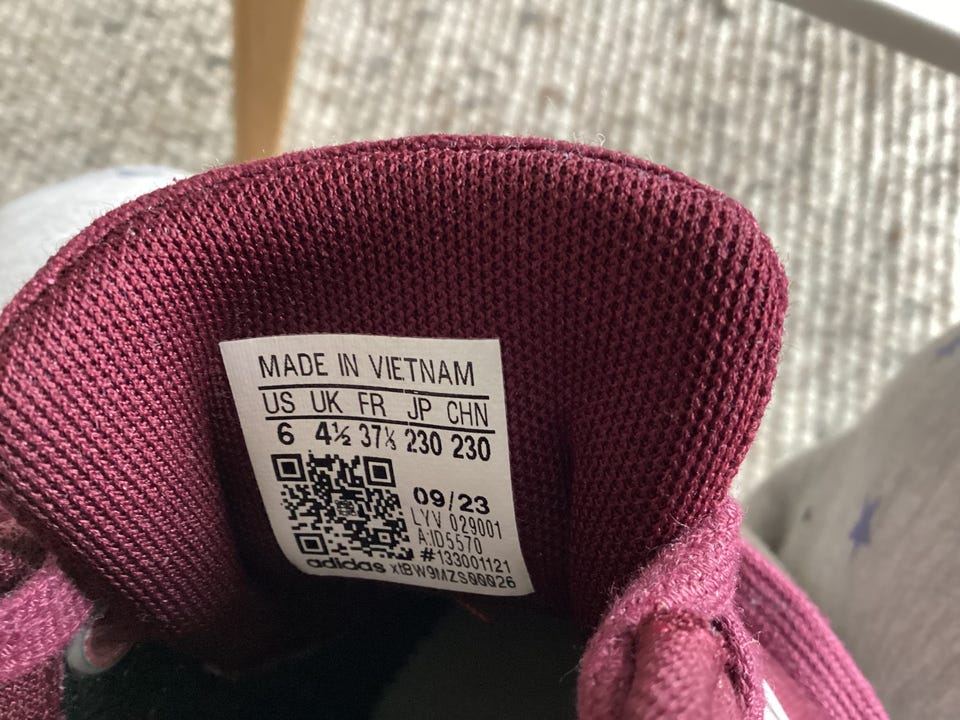 MADE IN VIETNAM
US UK FR JP CHN
6 4½ 37⅓ 230 230
09/23
LYV 029001
A:ID5570
#133001121
adidas xtBW9MZS00026